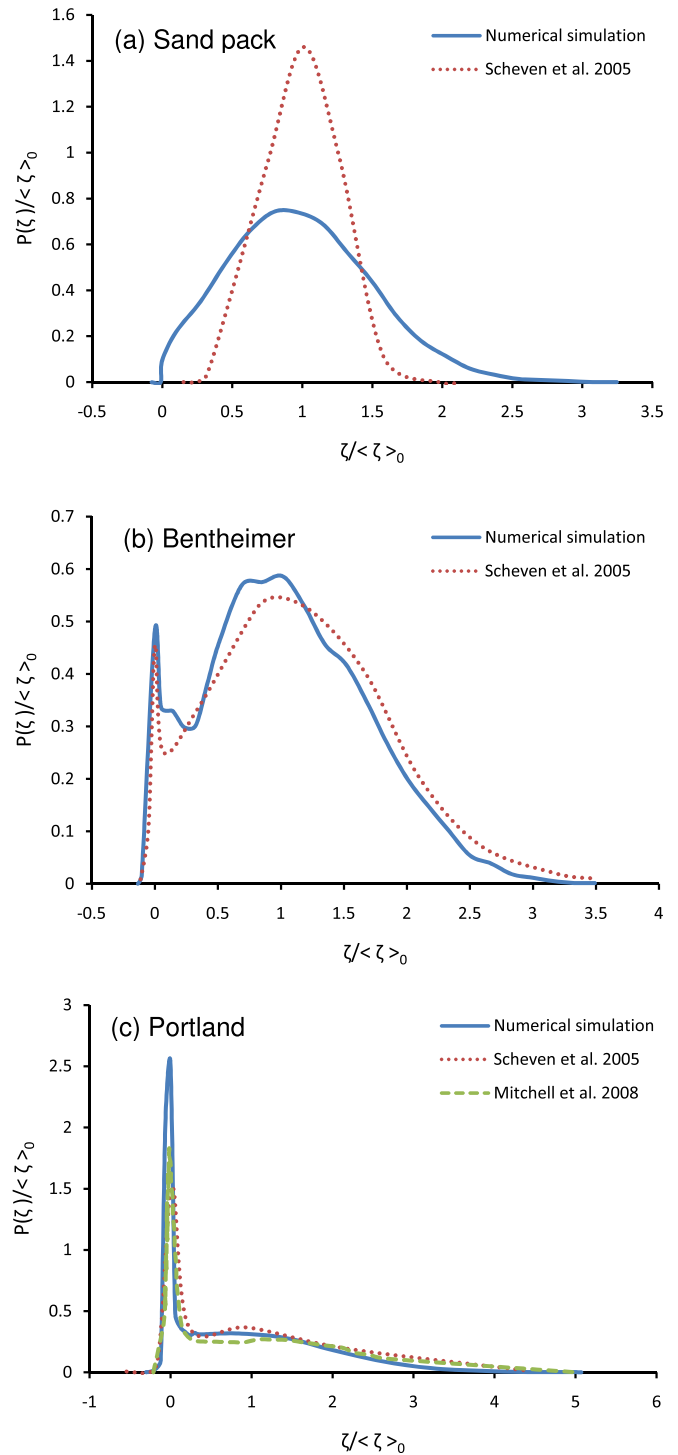 (a) Sand pack
Numerical simulation
Scheven et al. 2005
P(ζ)/< ζ >0
1.6
1.4
1.2
1
0.8
0.6
0.4
0.2
0
-0.5 0 0.5 1 1.5 2 2.5 3 3.5
ζ/< ζ >0
(b) Bentheimer
Numerical simulation
Scheven et al. 2005
P(ζ)/< ζ >0
0.7
0.6
0.5
0.4
0.3
0.2
0.1
0
-0.5 0 0.5 1 1.5 2 2.5 3 3.5 4
ζ/< ζ >0
(c) Portland
Numerical simulation
Scheven et al. 2005
Mitchell et al. 2008
P(ζ)/< ζ >0
3
2.5
2
1.5
1
0.5
0
-1 0 1 2 3 4 5 6
ζ/< ζ >0